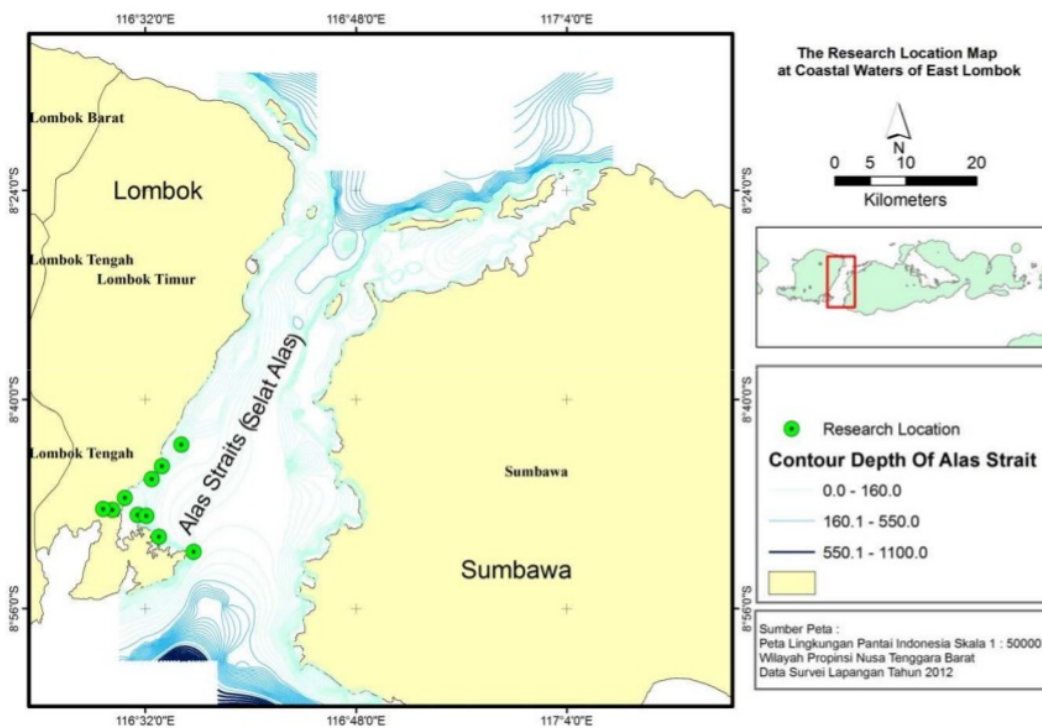 116°32'0"E 116°48'0"E 117°4'0"E
8°24'0"S
8°40'0"S
8°56'0"S
Lombok Barat
Lombok
Lombok Tengah
Lombok Timur
Lombok Tengah
Alas Straits (Selat Alas)
Sumbawa
Sumbawa
8°24'0"S
8°40'0"S
8°56'0"S
116°32'0"E 116°48'0"E 117°4'0"E
The Research Location Map
at Coastal Waters of East Lombok
N
0 5 10 20
Kilometers
Research Location
Contour Depth Of Alas Strait
0.0 - 160.0
160.1 - 550.0
550.1 - 1100.0
Sumber Peta :
Peta Lingkungan Pantai Indonesia Skala 1 : 50000
Wilayah Propinsi Nusa Tenggara Barat
Data Survei Lapangan Tahun 2012